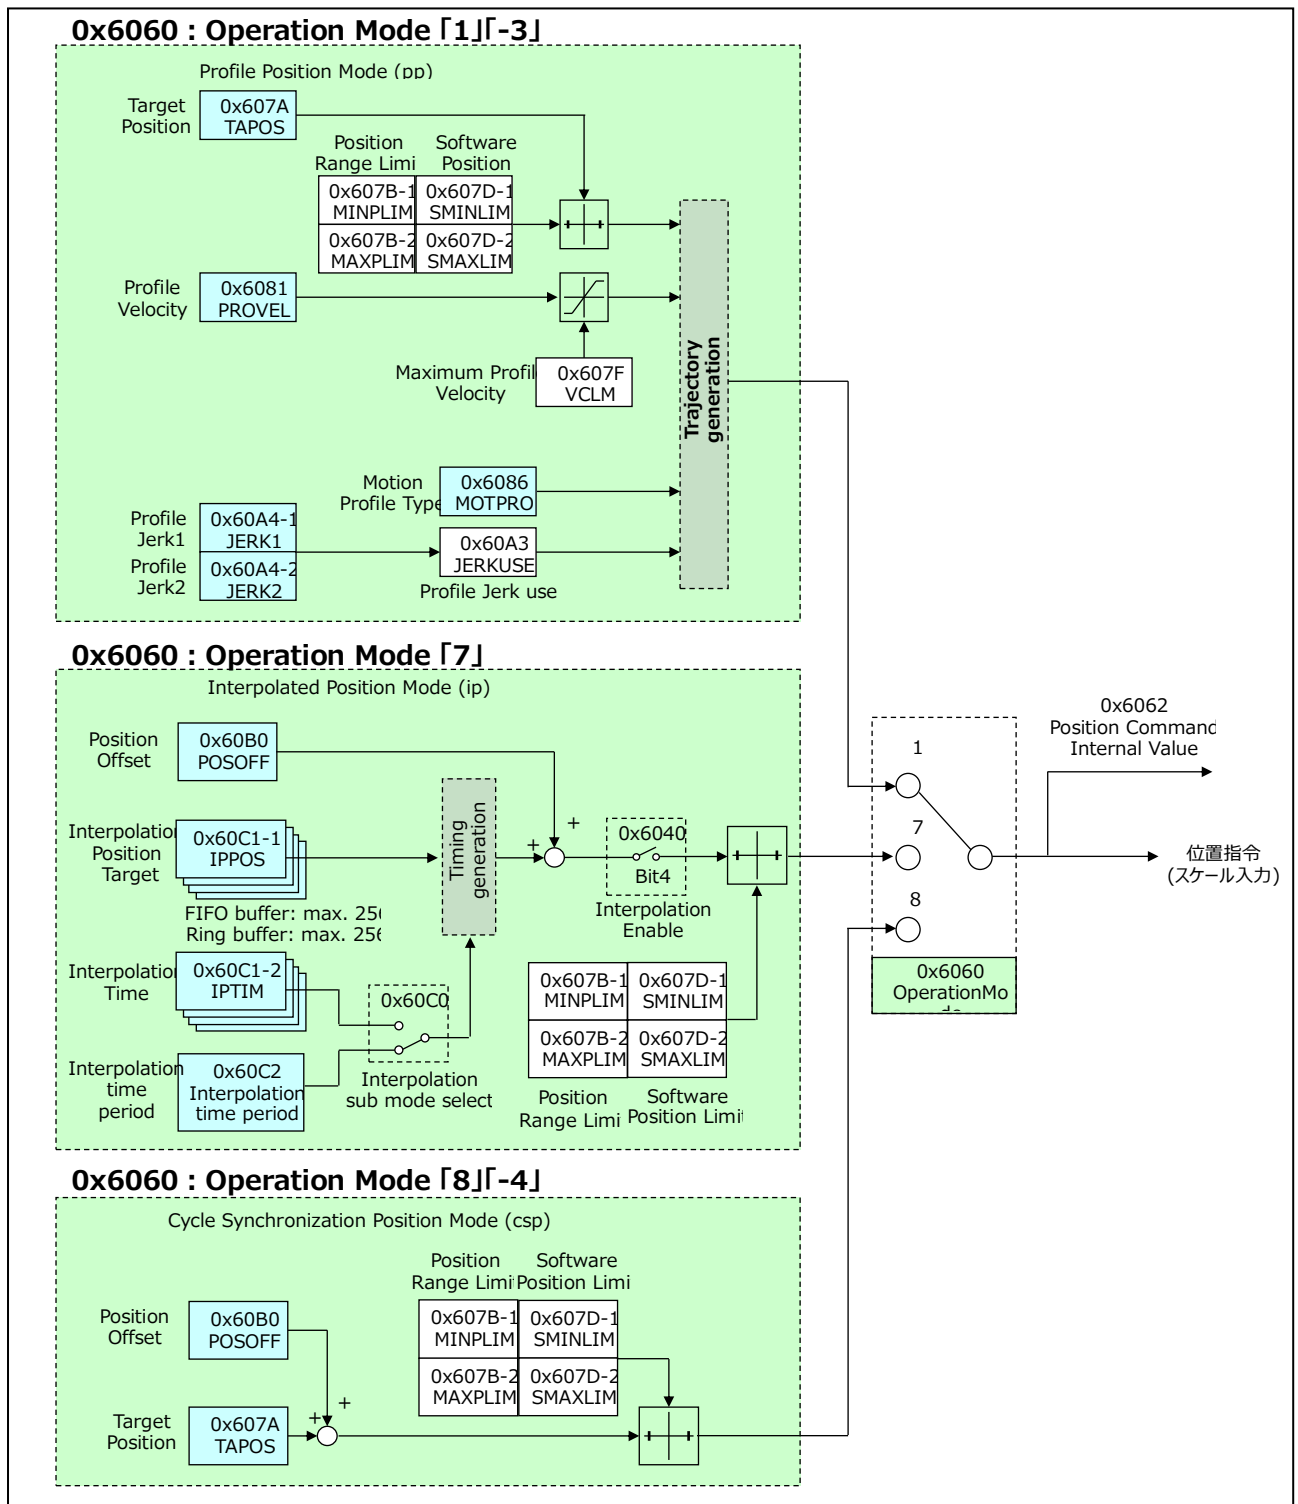 0x6060 : Operation Mode ｢1｣｢-3｣
Profile Position Mode (pp)
Target
Position
0x607A
TAPOS
Position
Range Limi
Software
Position
0x607B-1
MINPLIM
0x607D-1
SMINLIM
0x607B-2
MAXPLIM
0x607D-2
SMAXLIM
Profile
Velocity
0x6081
PROVEL
Maximum Profil
Velocity
0x607F
VCLM
Trajectory
generation
Motion
Profile Type
0x6086
MOTPRO
Profile
Jerk1
0x60A4-1
JERK1
Profile
Jerk2
0x60A4-2
JERK2
0x60A3
JERKUSE
Profile Jerk use
0x6060 : Operation Mode ｢7｣
Interpolated Position Mode (ip)
Position
Offset
0x60B0
POSOFF
Interpolation
Position
Target
0x60C1-1
IPPOS
FIFO buffer: max. 256
Ring buffer: max. 256
Timing
generation
+
+
0x6040
Bit4
Interpolation
Enable
Interpolation
Time
0x60C1-2
IPTIM
0x60C0
Interpolation
sub mode select
Interpolation
time
period
0x60C2
Interpolation
time period
0x607B-1
MINPLIM
0x607D-1
SMINLIM
0x607B-2
MAXPLIM
0x607D-2
SMAXLIM
Position
Range Limi
Software
Position Limit
1
7
8
0x6060
OperationMo
de
0x6062
Position Command
Internal Value
位置指令
(スケール入力)
0x6060 : Operation Mode ｢8｣｢-4｣
Cycle Synchronization Position Mode (csp)
Position
Range Limi
Software
Position Limi
0x607B-1
MINPLIM
0x607D-1
SMINLIM
0x607B-2
MAXPLIM
0x607D-2
SMAXLIM
Position
Offset
0x60B0
POSOFF
+
+
Target
Position
0x607A
TAPOS